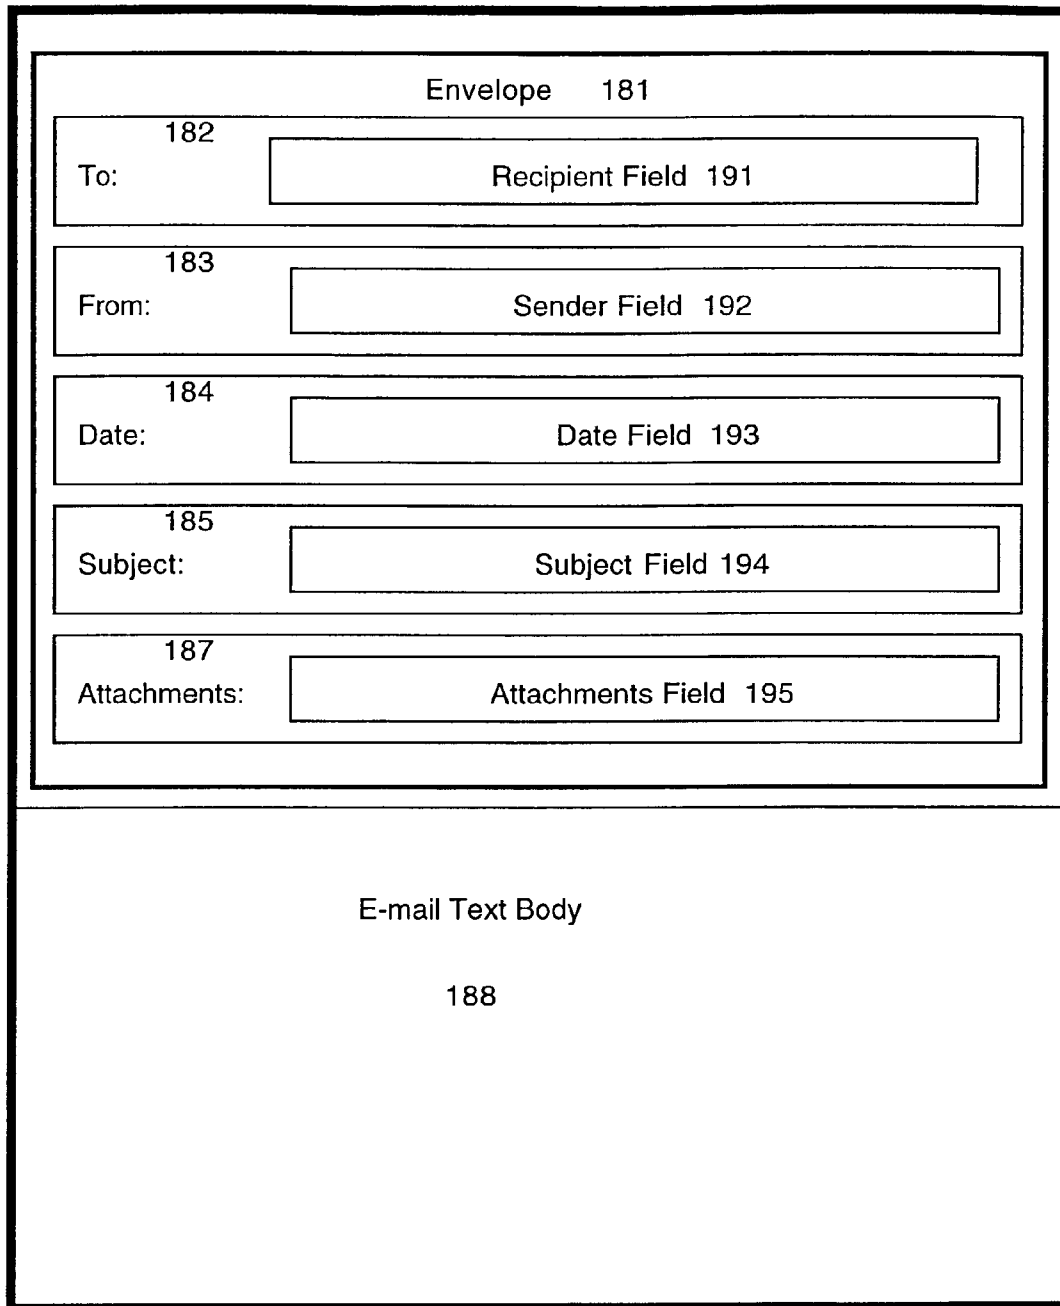 Envelope 181
182
To: Recipient Field 191
183
From: Sender Field 192
184
Date: Date Field 193
185
Subject: Subject Field 194
187
Attachments: Attachments Field 195
E-mail Text Body
188